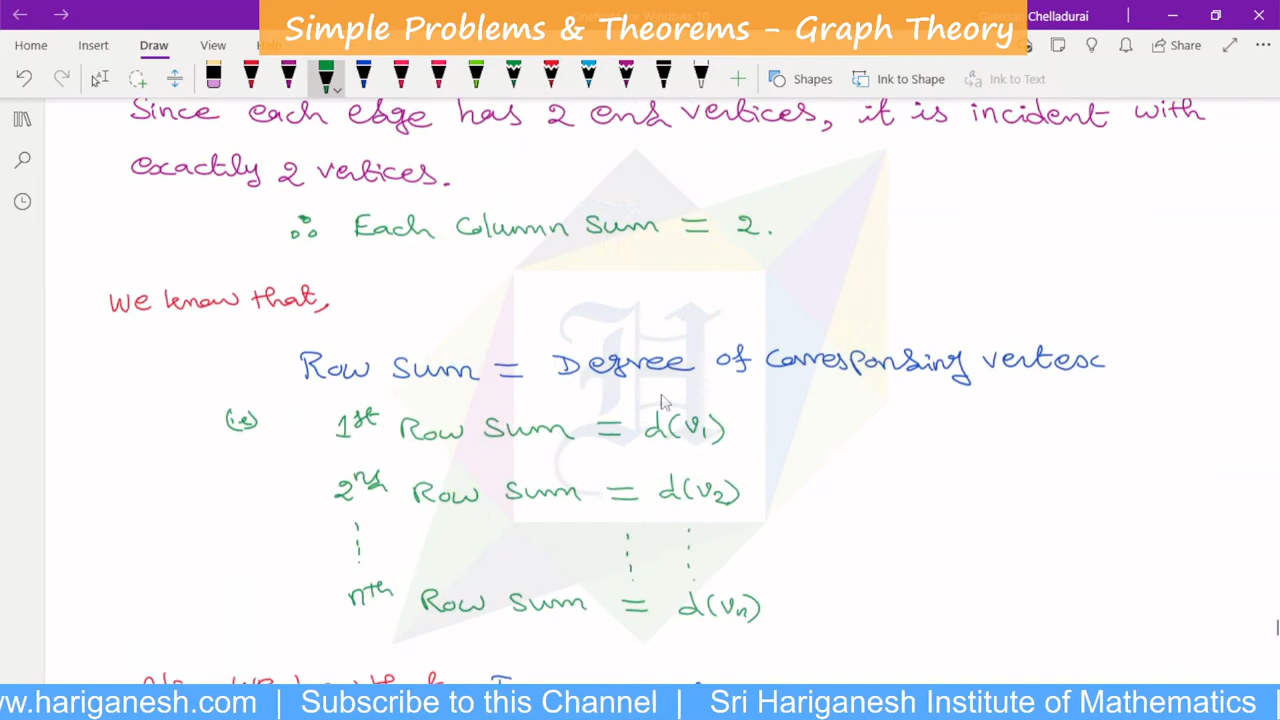 Simple Problems & Theorems - Graph Theory
Chelladurai
Home Insert Draw View
Share
Shapes Ink to Shape Ink to Text
Since each edge has 2 end vertices, it is incident with
exactly 2 vertices.
∴ Each column sum = 2.
We know that,
Row sum = Degree of corresponding vertex
(ie) 1st Row sum = d(v1)
2nd Row sum = d(v2)
nth Row sum = d(vn)
ww.hariganesh.com | Subscribe to this Channel | Sri Hariganesh Institute of Mathematics |